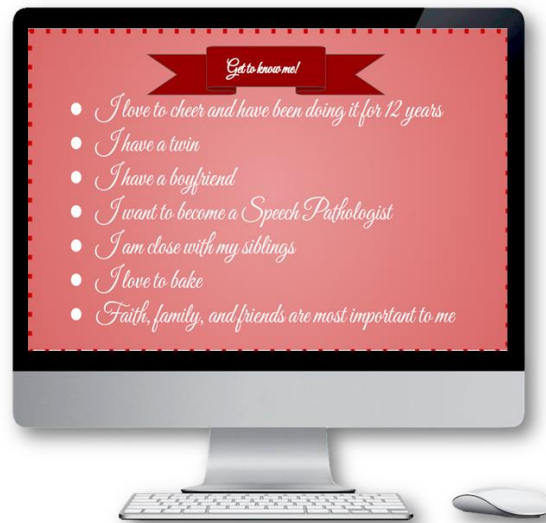 Get to know me!
I love to cheer and have been doing it for 12 years
I have a twin
I have a boyfriend
I want to become a Speech Pathologist
I am close with my siblings
I love to bake
Faith, family, and friends are most important to me